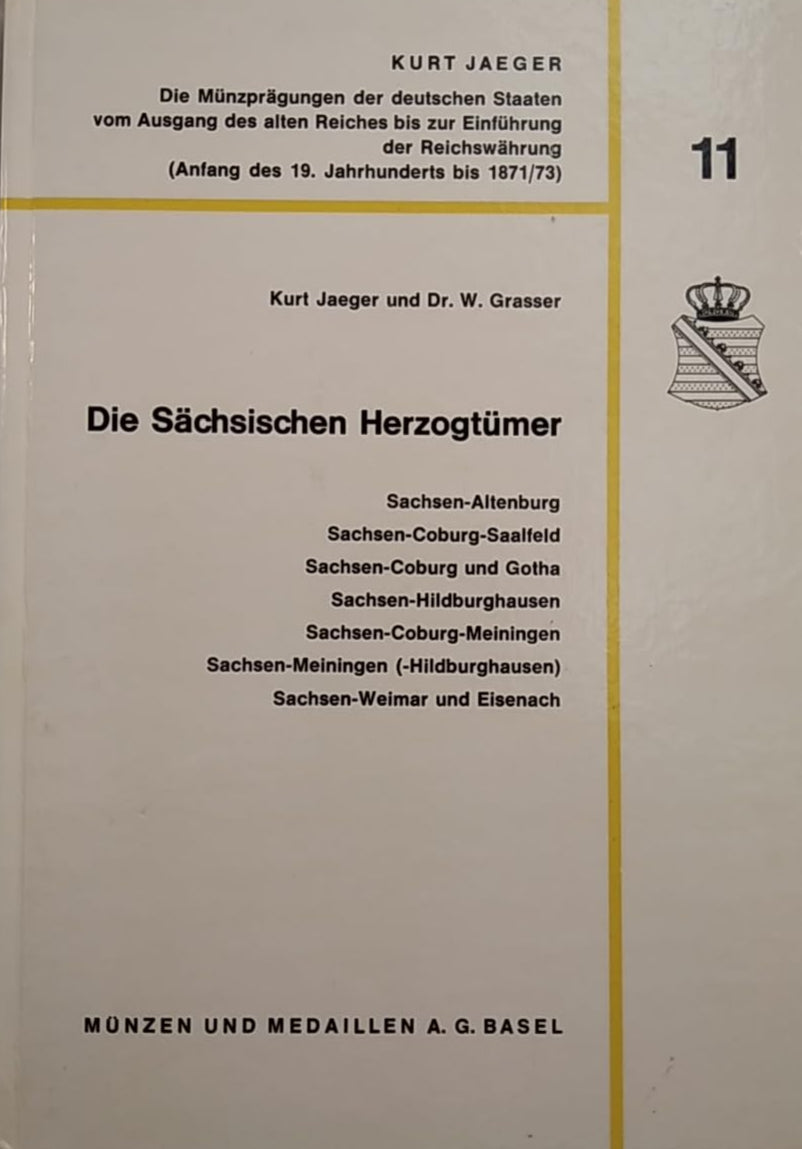 KURT JAEGER
Die Münzprägungen der deutschen Staaten
vom Ausgang des alten Reiches bis zur Einführung
der Reichswährung
(Anfang des 19. Jahrhunderts bis 1871/73)
11
Kurt Jaeger und Dr. W. Grasser
Die Sächsischen Herzogtümer
Sachsen-Altenburg
Sachsen-Coburg-Saalfeld
Sachsen-Coburg und Gotha
Sachsen-Hildburghausen
Sachsen-Coburg-Meiningen
Sachsen-Meiningen (-Hildburghausen)
Sachsen-Weimar und Eisenach
MÜNZEN UND MEDAILLEN A. G. BASEL